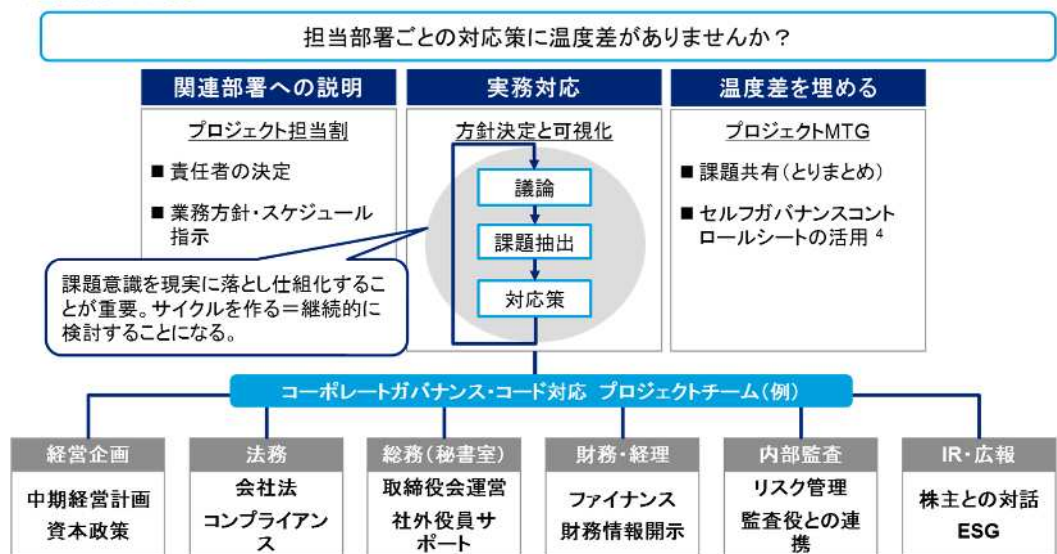 担当部署ごとの対応策に温度差がありませんか？
関連部署への説明
プロジェクト担当割
■ 責任者の決定
■ 業務方針・スケジュール
指示
実務対応
方針決定と可視化
議論
課題抽出
対応策
温度差を埋める
プロジェクトMTG
■ 課題共有(とりまとめ)
■ セルフガバナンスコント
ロールシートの活用 4
課題意識を現実に落とし仕組化するこ
とが重要。サイクルを作る＝継続的に
検討することになる。
コーポレートガバナンス・コード対応 プロジェクトチーム(例)
経営企画
中期経営計画
資本政策
法務
会社法
コンプライアン
ス
総務(秘書室)
取締役会運営
社外役員サ
ポート
財務・経理
ファイナンス
財務情報開示
内部監査
リスク管理
監査役との連
携
IR・広報
株主との対話
ESG